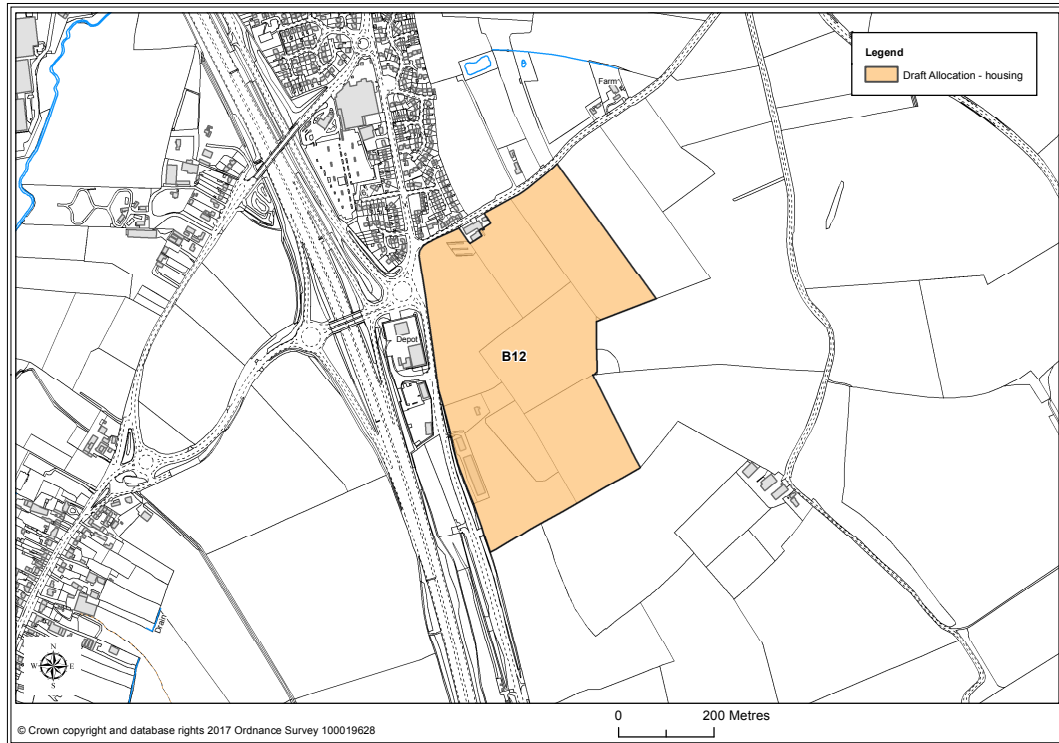 Legend
Draft Allocation - housing
Farm
Depot
B12
Drain
N
W E
S
0 200 Metres
© Crown copyright and database rights 2017 Ordnance Survey 100019628